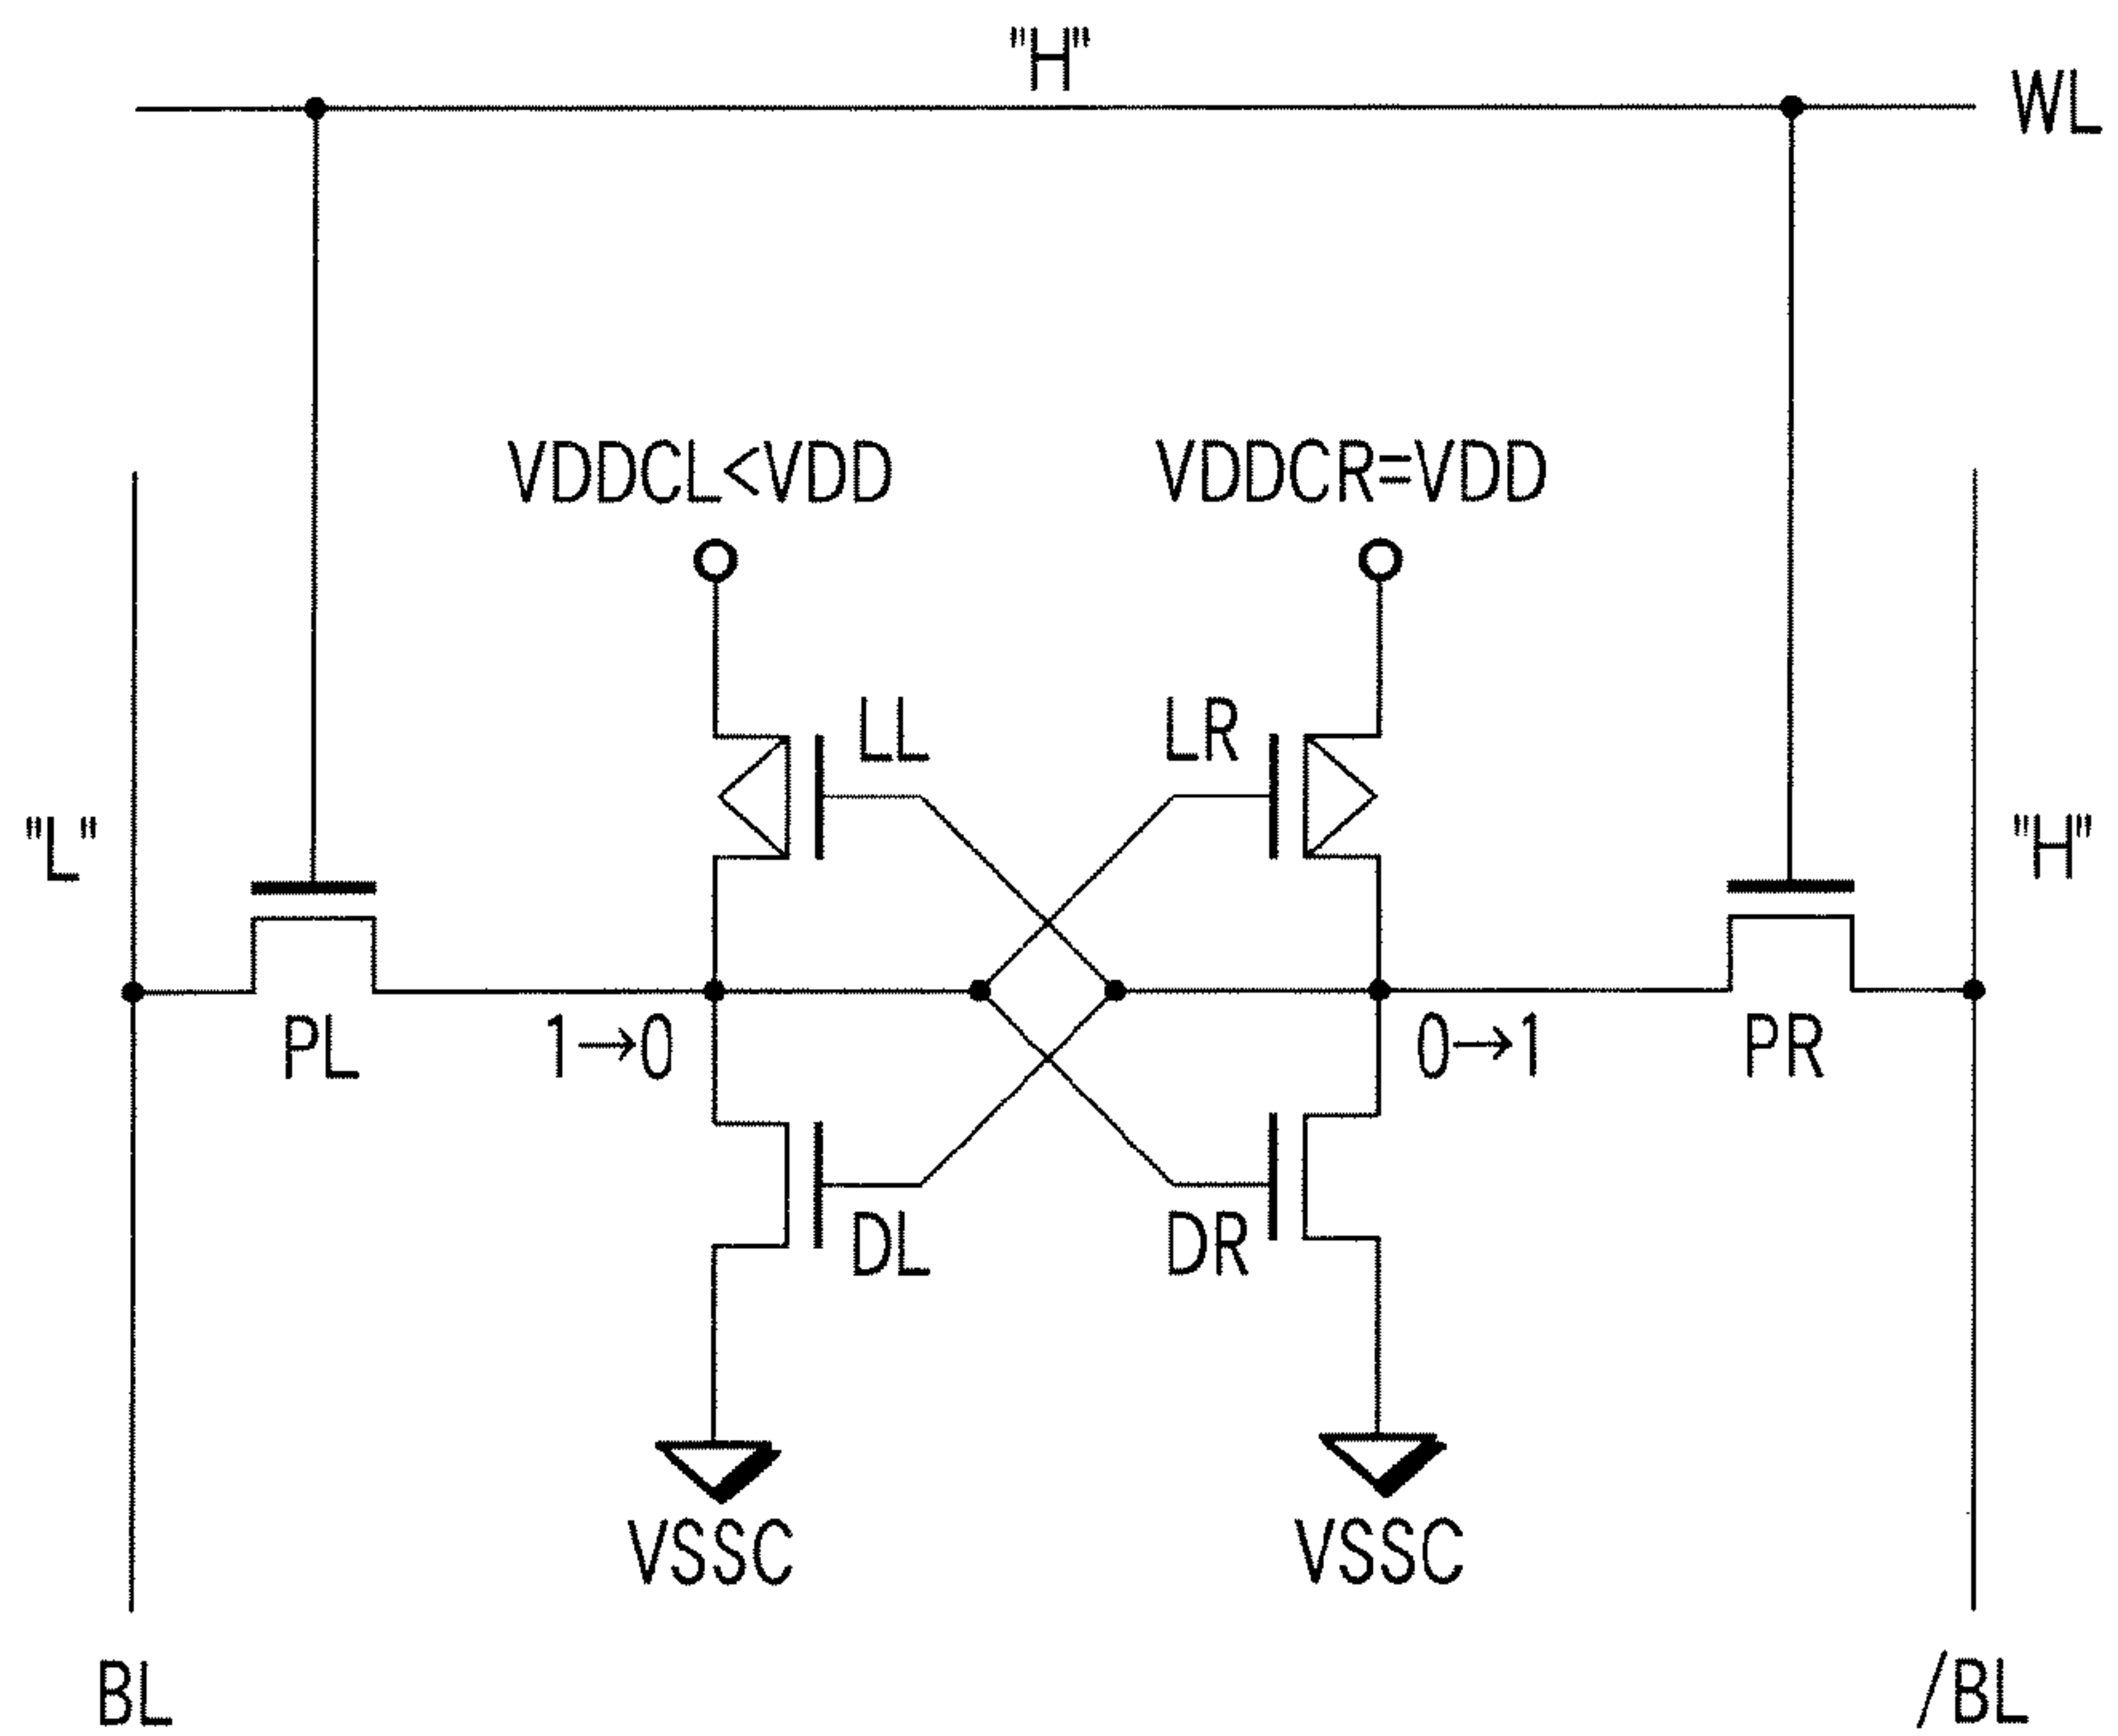 "H"
WL
VDDCL<VDD
VDDCR=VDD
LL
LR
"L"
"H"
PL
1→0
0→1
PR
DL
DR
VSSC
VSSC
BL
/BL